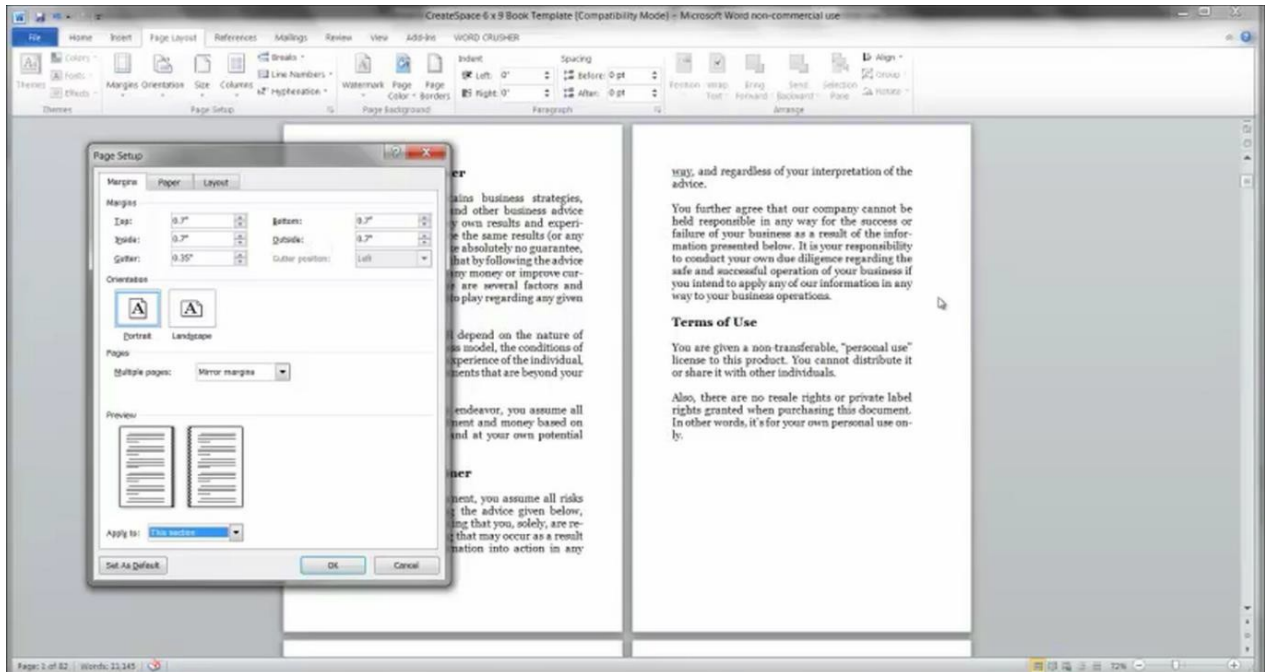 CreateSpace 6 x 9 Book Template [Compatibility Mode] - Microsoft Word non-commercial use
File Home Insert Page Layout References Mailings Review View Add-Ins WORD CRUSHER
Colors Breaks Indent Spacing Align
Fonts Line Numbers Left: 0" Before: 0 pt Group
Effects Hyphenation Right: 0" After: 0 pt Rotate
Themes Margins Orientation Size Columns Watermark Page Color Page Borders Position Wrap Text Bring Forward Send Backward Selection Pane
Themes Page Setup Page Background Paragraph Arrange
Page Setup
Margins Paper Layout
Margins
Top: 0.7" Bottom: 0.7"
Inside: 0.7" Outside: 0.7"
Gutter: 0.35" Gutter position: Left
Orientation
Portrait Landscape
Pages
Multiple pages: Mirror margins
Preview
Apply to: This section
Set As Default OK Cancel
er
tains business strategies,
nd other business advice
y own results and experi-
e the same results (or any
e absolutely no guarantee,
that by following the advice
ny money or improve cur-
e are several factors and
to play regarding any given
ll depend on the nature of
ss model, the conditions of
xperience of the individual,
ments that are beyond your
endeavor, you assume all
ment and money based on
and at your own potential
mer
ment, you assume all risks
g the advice given below,
ing that you, solely, are re-
g that may occur as a result
mation into action in any
way, and regardless of your interpretation of the
advice.
You further agree that our company cannot be
held responsible in any way for the success or
failure of your business as a result of the infor-
mation presented below. It is your responsibility
to conduct your own due diligence regarding the
safe and successful operation of your business if
you intend to apply any of our information in any
way to your business operations.
Terms of Use
You are given a non-transferable, "personal use"
license to this product. You cannot distribute it
or share it with other individuals.
Also, there are no resale rights or private label
rights granted when purchasing this document.
In other words, it's for your own personal use on-
ly.
Page: 1 of 82 Words: 11,145 72%